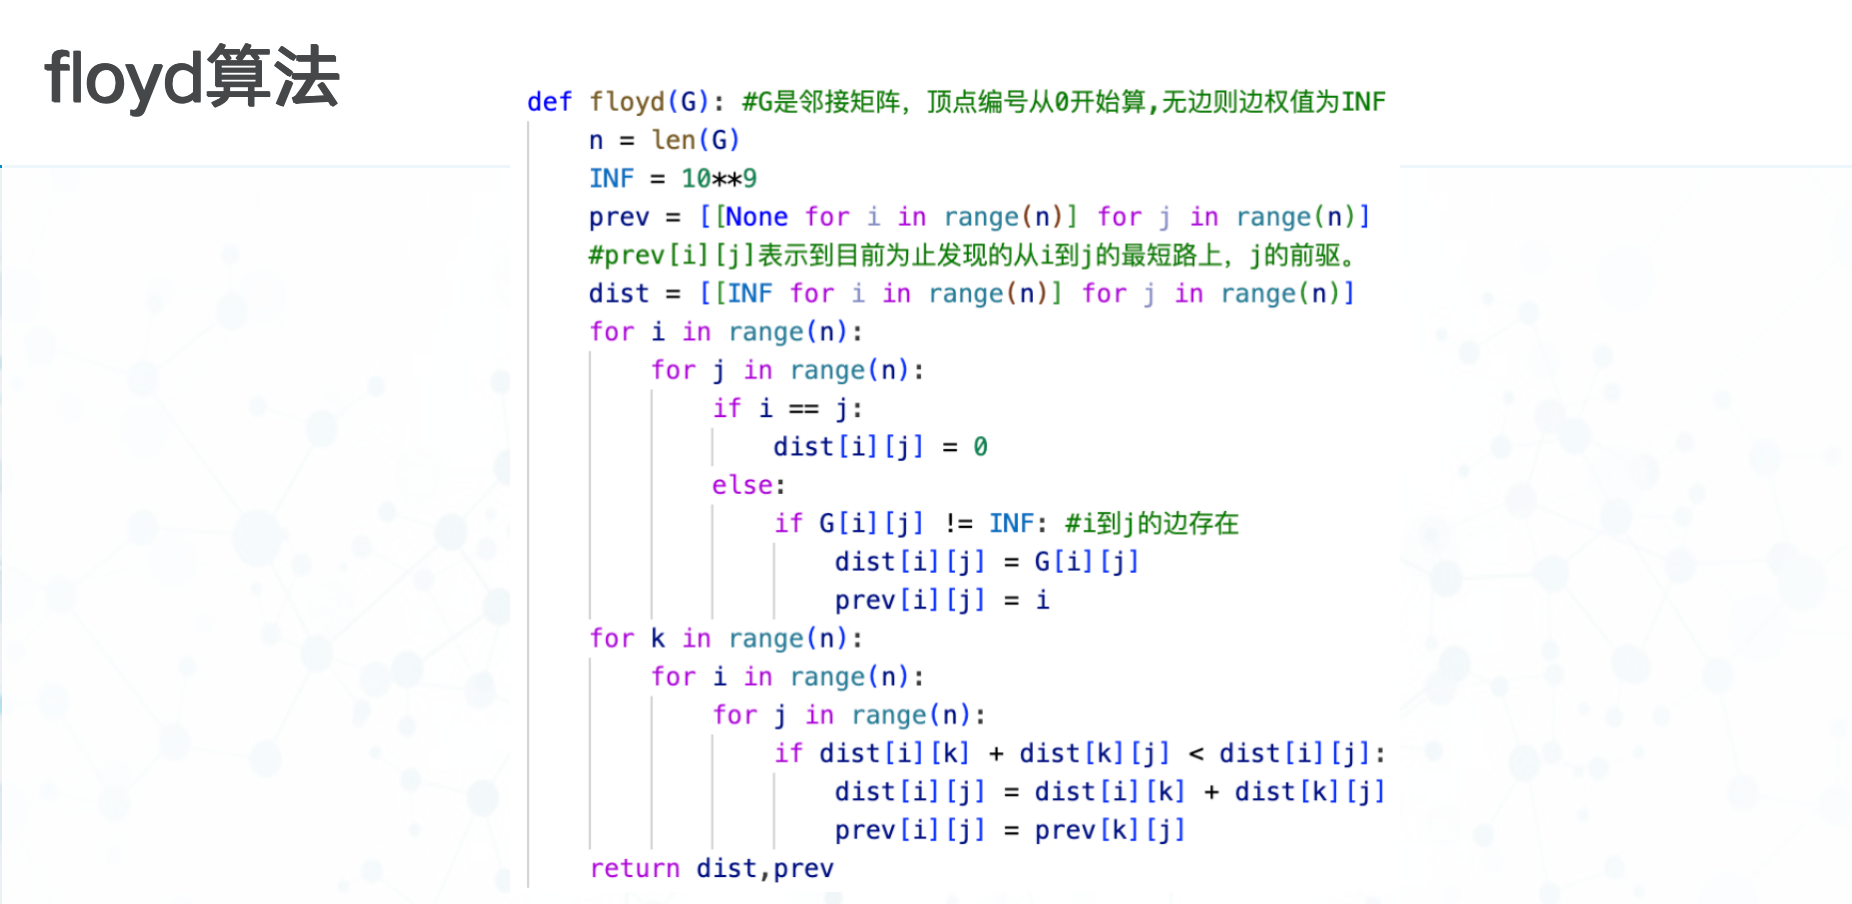 floyd算法
def floyd(G): #G是邻接矩阵，顶点编号从0开始算,无边则边权值为INF
    n = len(G)
    INF = 10**9
    prev = [[None for i in range(n)] for j in range(n)]
    #prev[i][j]表示到目前为止发现的从i到j的最短路上，j的前驱。
    dist = [[INF for i in range(n)] for j in range(n)]
    for i in range(n):
        for j in range(n):
            if i == j:
                dist[i][j] = 0
            else:
                if G[i][j] != INF: #i到j的边存在
                    dist[i][j] = G[i][j]
                    prev[i][j] = i
    for k in range(n):
        for i in range(n):
            for j in range(n):
                if dist[i][k] + dist[k][j] < dist[i][j]:
                    dist[i][j] = dist[i][k] + dist[k][j]
                    prev[i][j] = prev[k][j]
    return dist,prev